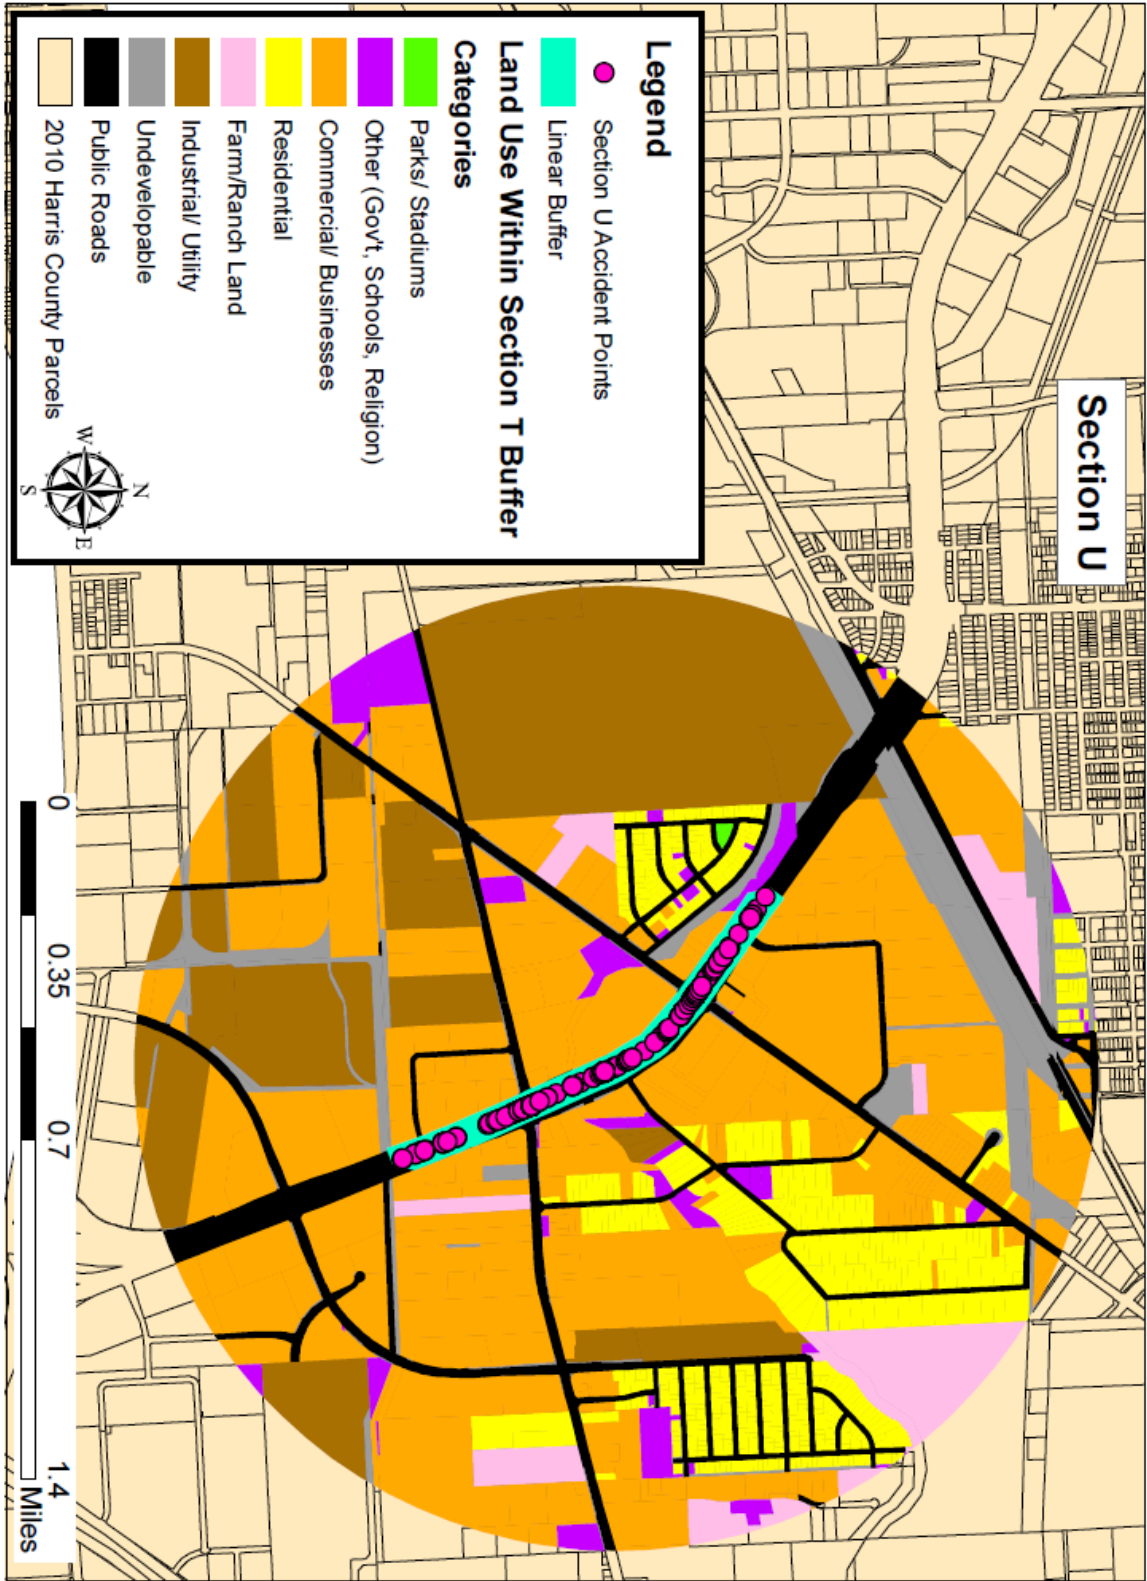 Section U
Legend
Section U Accident Points
Linear Buffer
Land Use Within Section T Buffer
Categories
Parks/ Stadiums
Other (Gov't, Schools, Religion)
Commercial/ Businesses
Residential
Farm/Ranch Land
Industrial/ Utility
Undevelopable
Public Roads
2010 Harris County Parcels
N
W
E
S
0 0.35 0.7 1.4
Miles